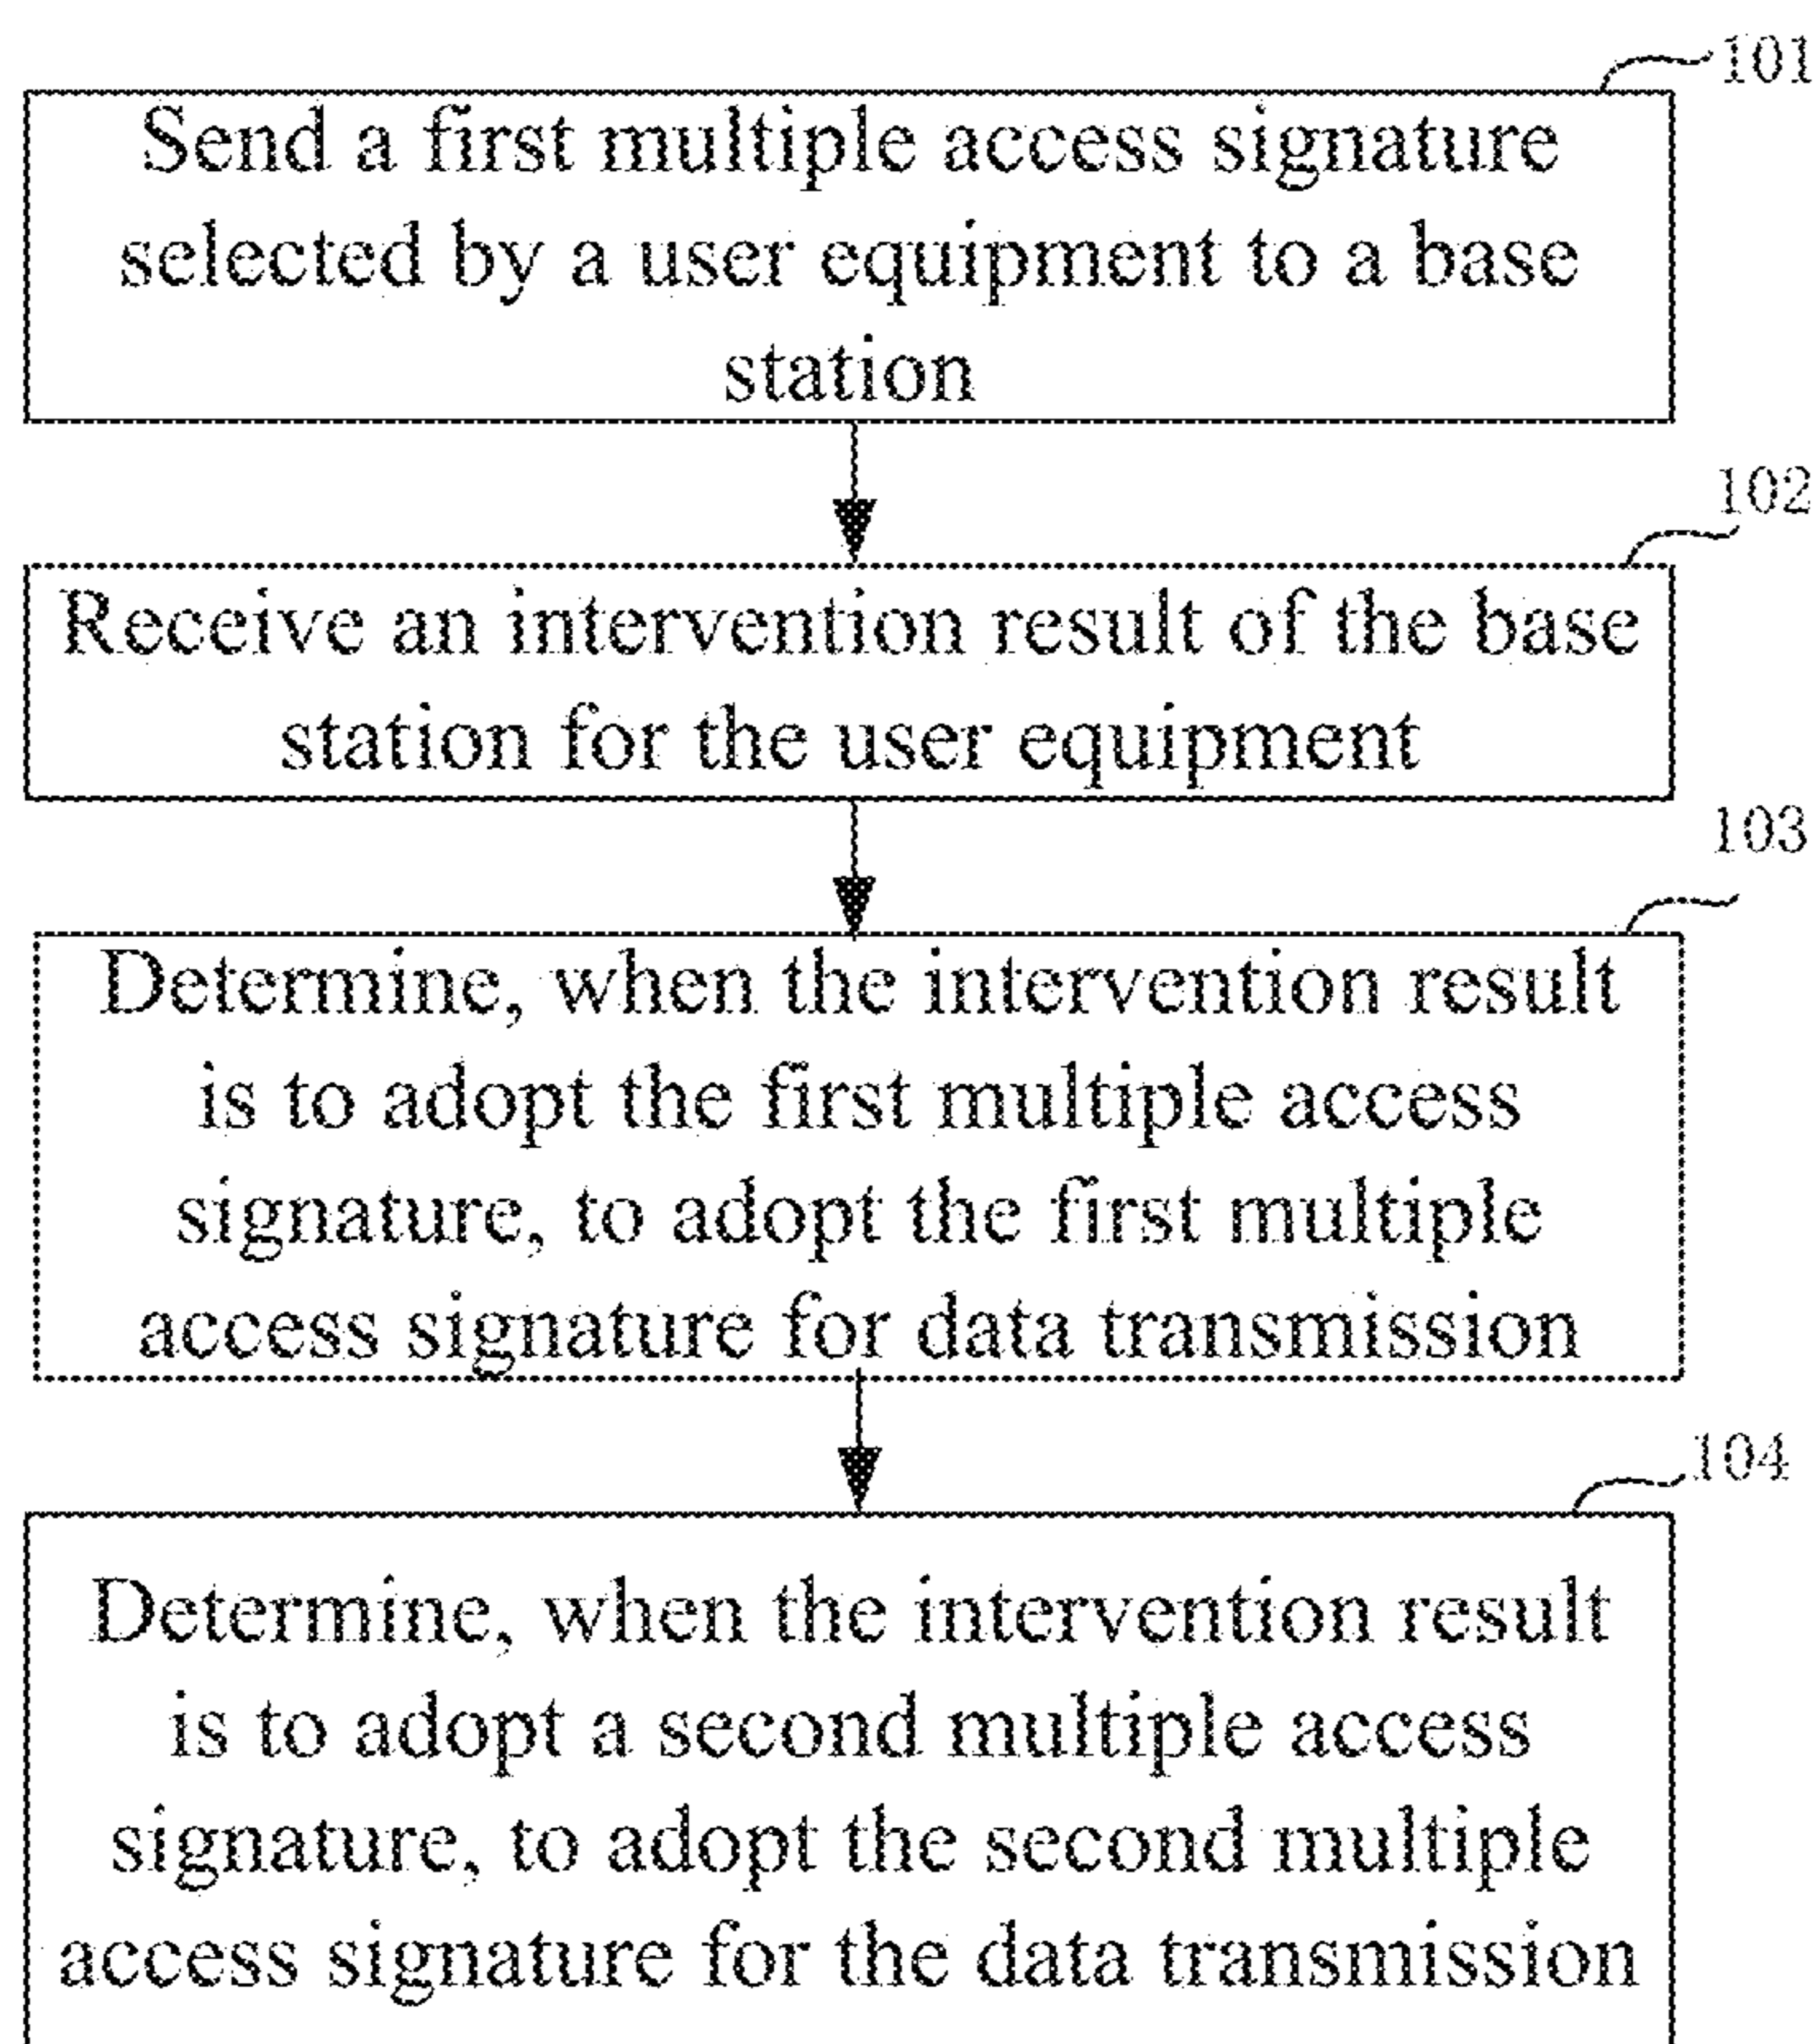 101
Send a first multiple access signature
selected by a user equipment to a base
station
102
Receive an intervention result of the base
station for the user equipment
103
Determine, when the intervention result
is to adopt the first multiple access
signature, to adopt the first multiple
access signature for data transmission
104
Determine, when the intervention result
is to adopt a second multiple access
signature, to adopt the second multiple
access signature for the data transmission